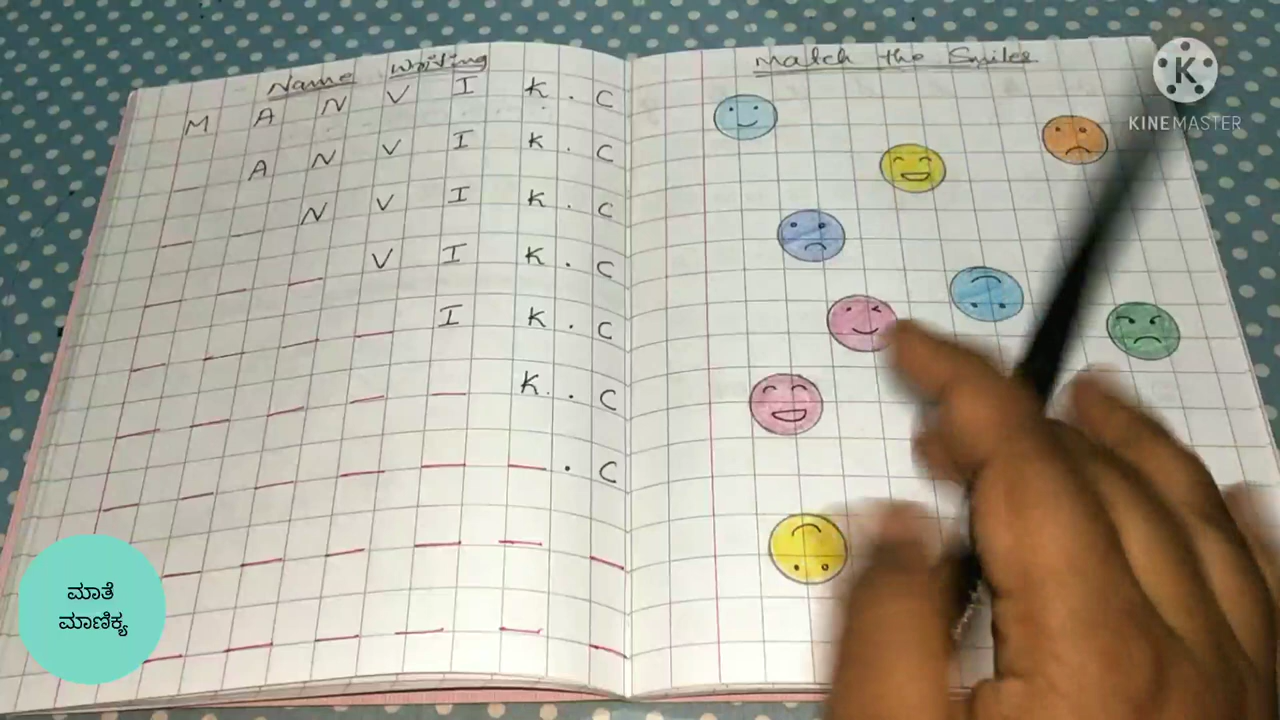 Name Writing
M A N V I K . C
_ A N V I K . C
_ _ N V I K . C
_ _ _ V I K . C
_ _ _ _ I K . C
_ _ _ _ _ K . C
_ _ _ _ _ _ . C
_ _ _ _ _ _
_ _ _ _ _ _
Match the Smiles
K
KINEMASTER
ಮಾತೆ
ಮಾಣಿಕ್ಯ